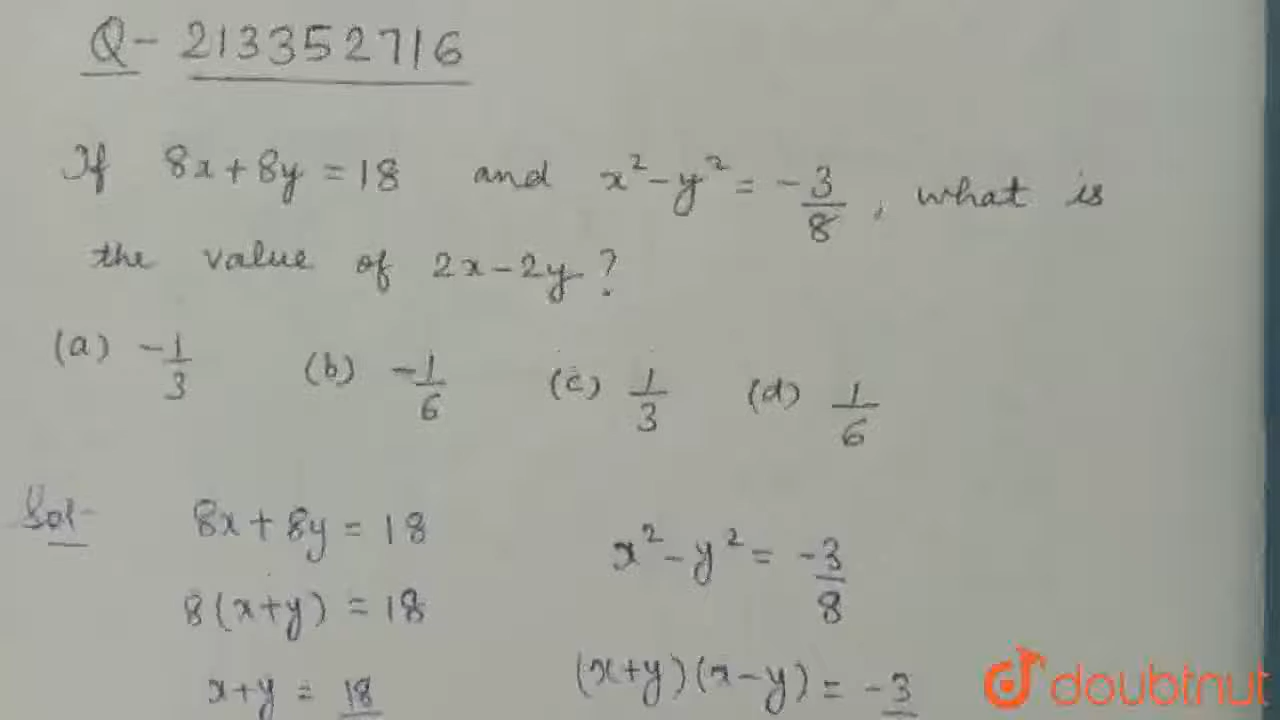 Q - 213352716
If 8x + 8y = 18 and x² - y² = -3/8, what is
the value of 2x - 2y ?
(a) -1/3 (b) -1/6 (c) 1/3 (d) 1/6
Sol- 8x + 8y = 18 x² - y² = -3/8
8(x+y) = 18
x+y = 18 (x+y)(x-y) = -3
doubtnut